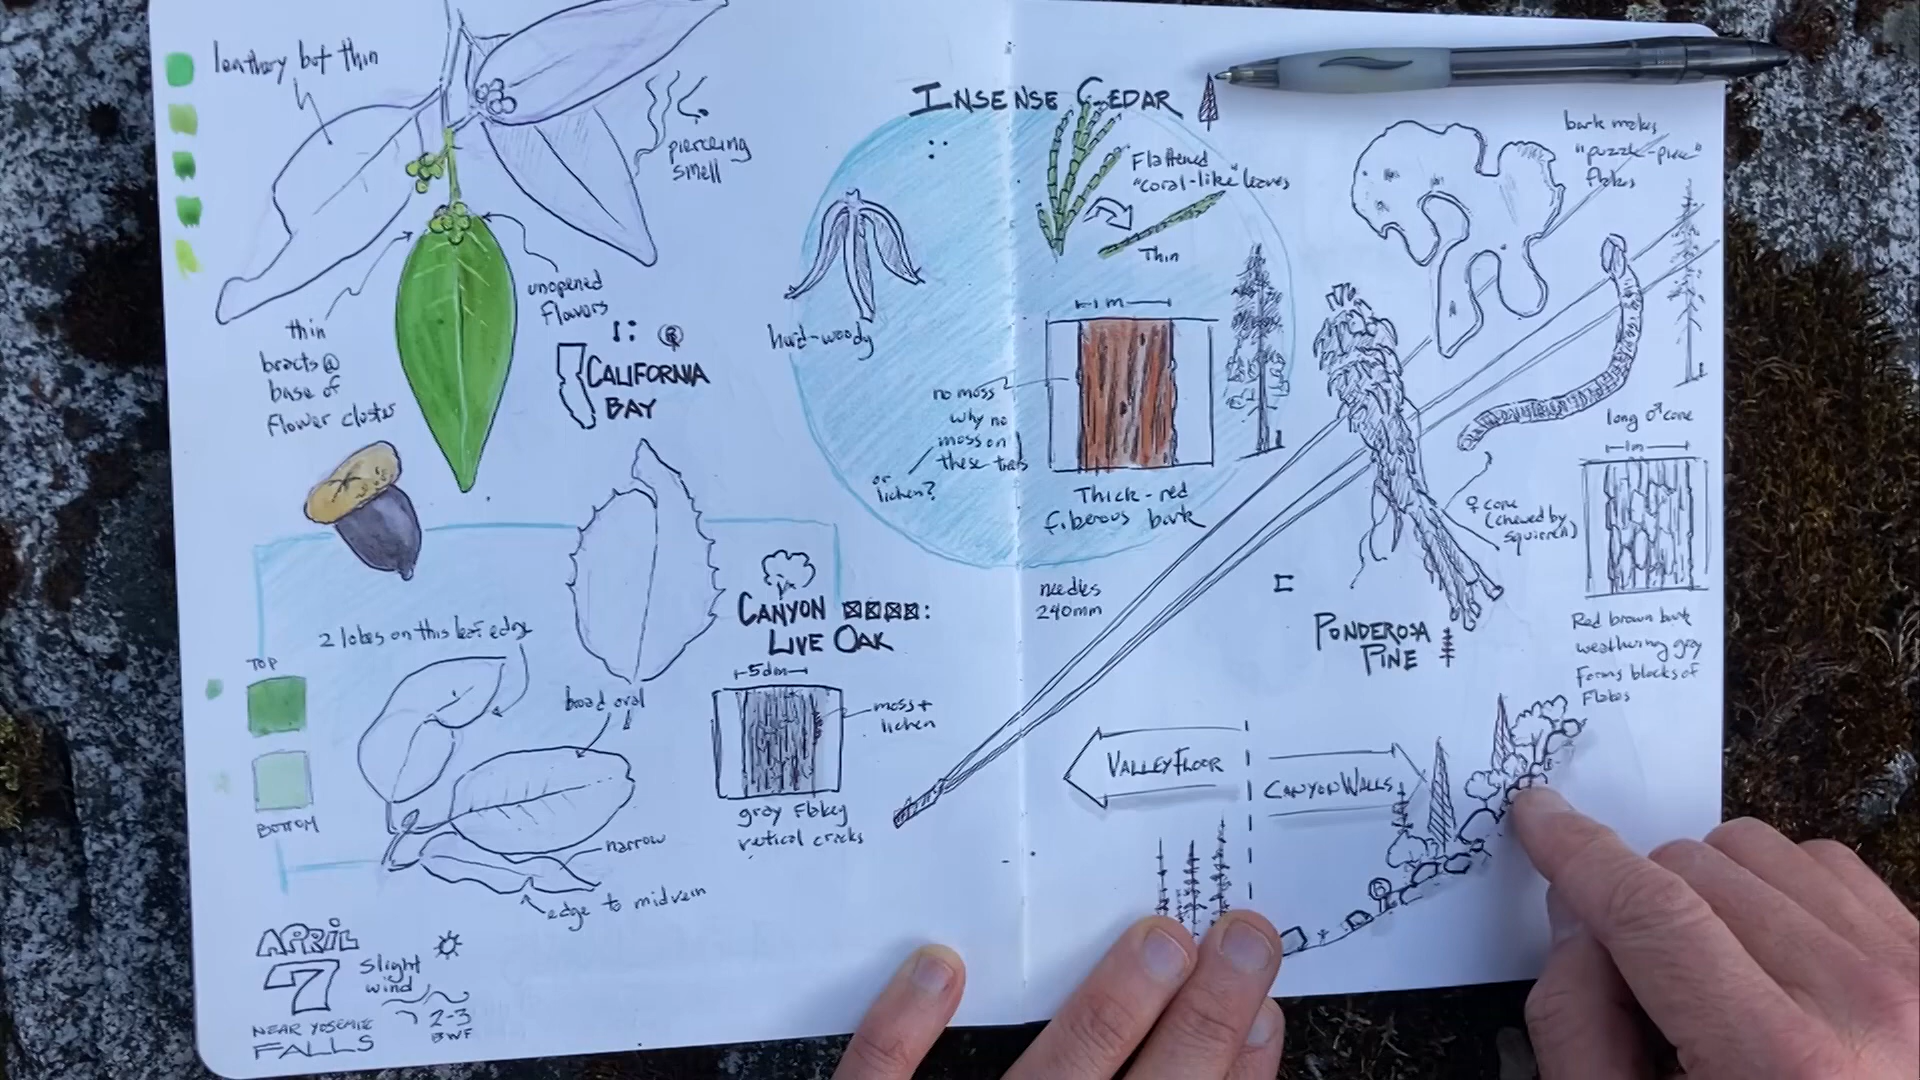 leathery but thin
piercing
smell
unopened
flowers
thin
bracts @
base of
flower cluster
CALIFORNIA
BAY
2 lobes on this leaf edge
TOP
BOTTOM
broad oval
narrow
edge to midvein
CANYON
LIVE OAK
5dm
moss +
lichen
gray flakey
vertical cracks
APRIL
7
slight
wind
2-3
BWF
NEAR YOSEMITE
FALLS
INSENSE CEDAR
Flattened
"coral-like" leaves
Thin
hard-woody
1m
no moss
why no
moss on
these trees
or
lichen?
Thick-red
fiberous bark
needles
240mm
bark makes
"puzzle-piece"
flakes
long ♂ cone
1m
♀ cone
(chewed by
squirrel)
PONDEROSA
PINE
Red brown bark
weathering gray
Forms blocks of
Flakes
VALLEY FLOOR
CANYON WALLS